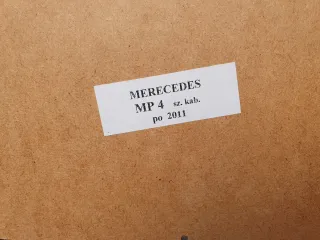 MERECEDES
MP 4 sz. kab.
po 2011